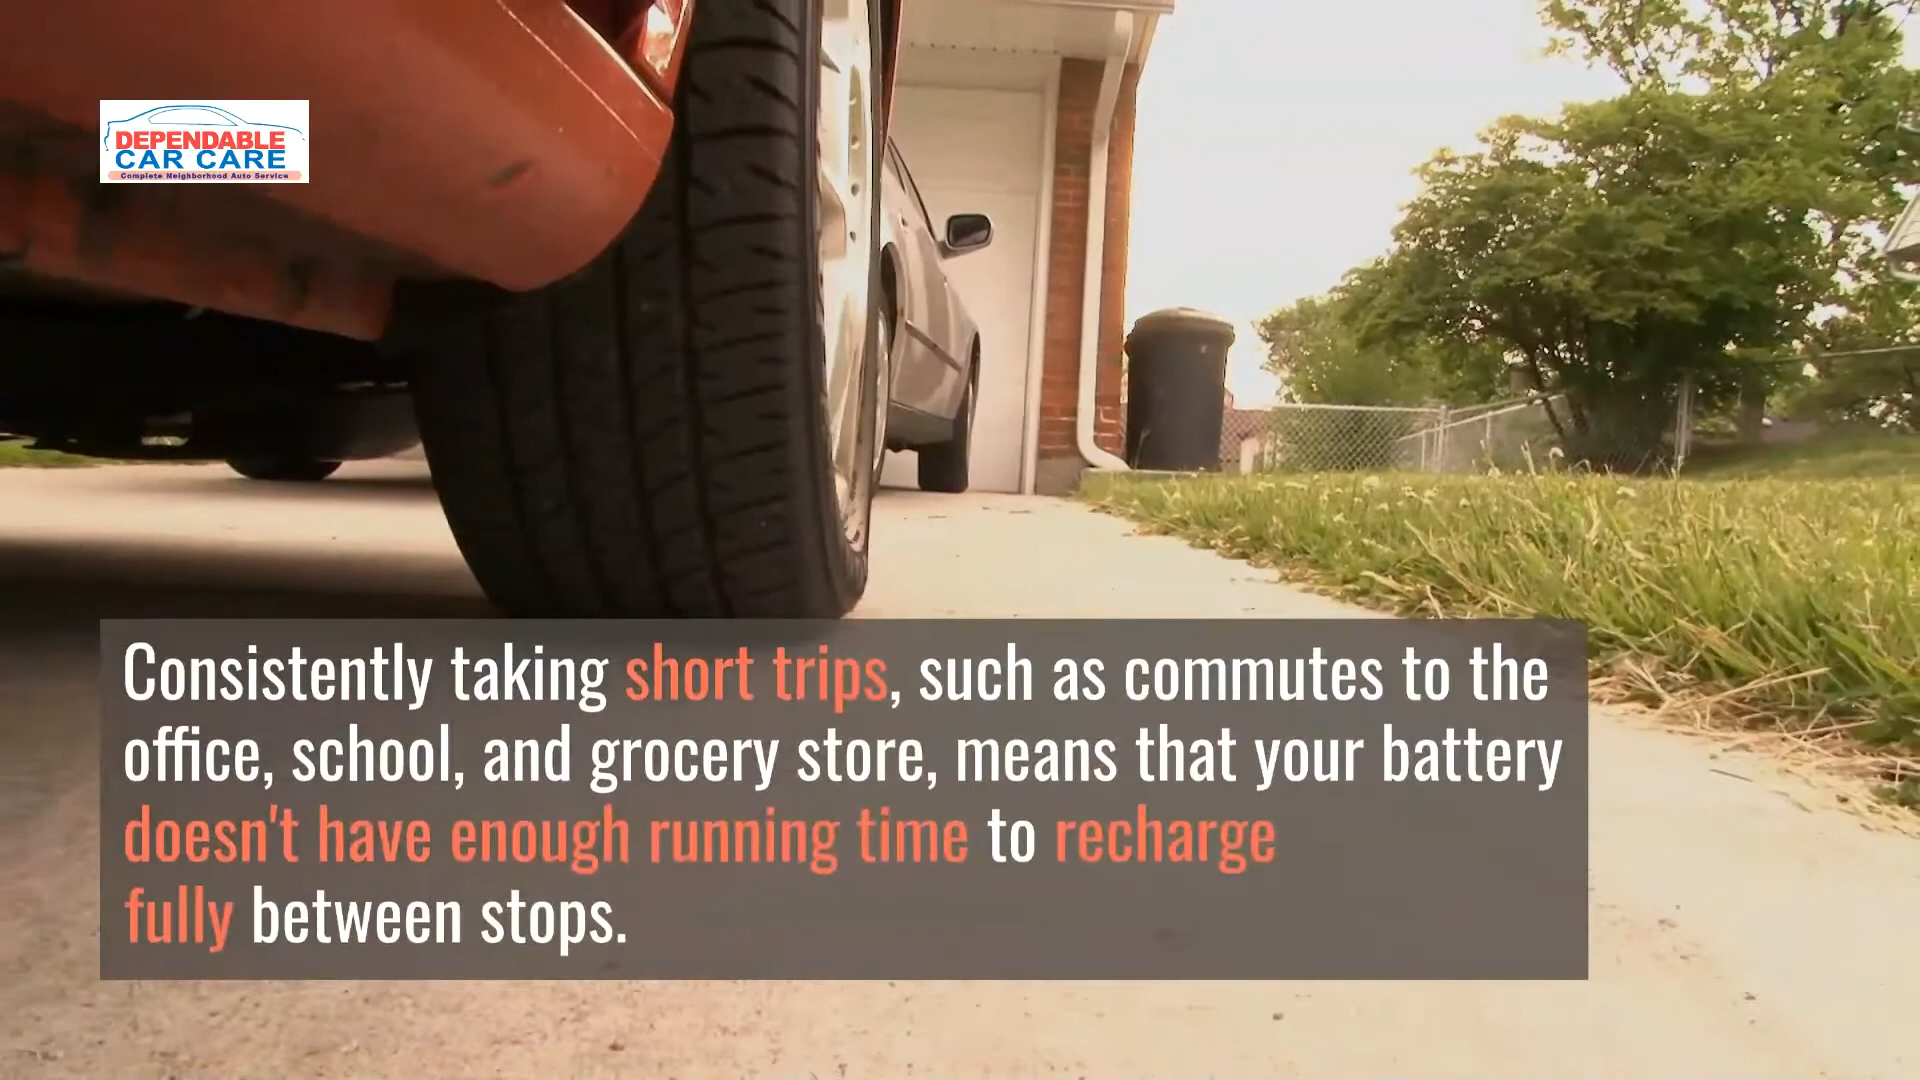 DEPENDABLE
CAR CARE
Complete Neighborhood Auto Service
Consistently taking short trips, such as commutes to the
office, school, and grocery store, means that your battery
doesn't have enough running time to recharge
fully between stops.